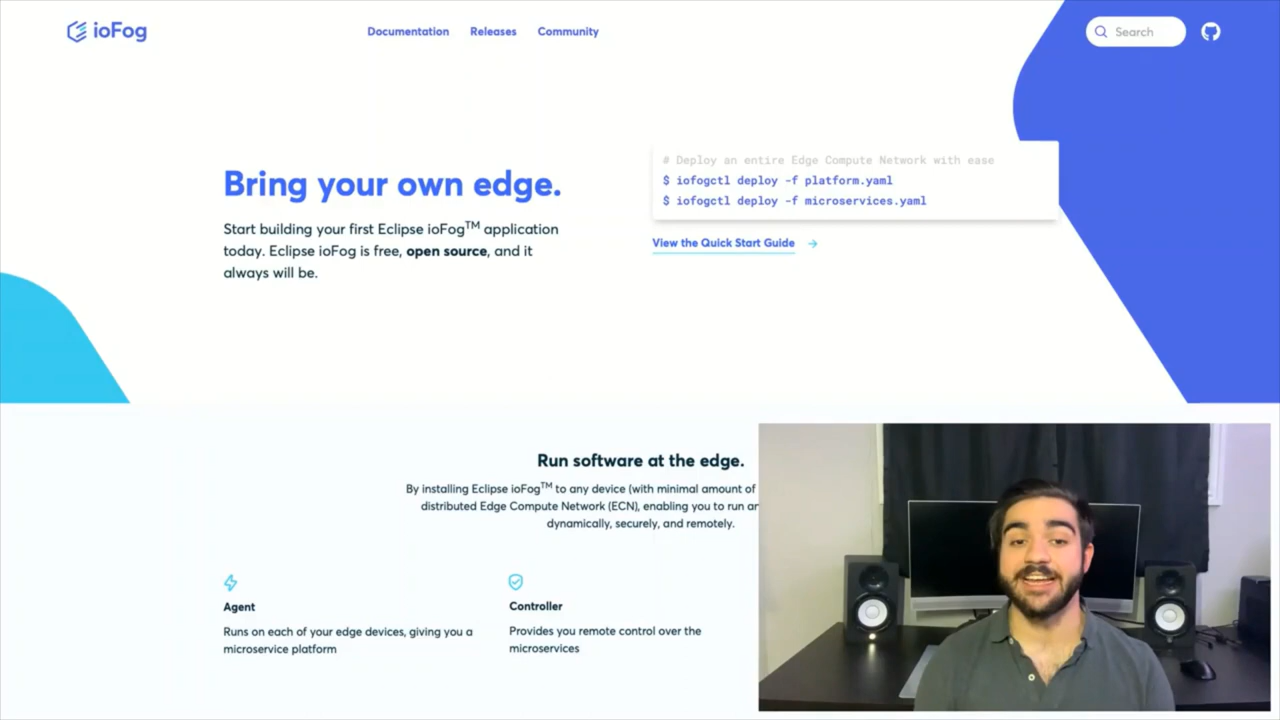 ioFog
Documentation Releases Community
Search
Bring your own edge.
Start building your first Eclipse ioFog™ application
today. Eclipse ioFog is free, open source, and it
always will be.
# Deploy an entire Edge Compute Network with ease
$ iofogctl deploy -f platform.yaml
$ iofogctl deploy -f microservices.yaml
View the Quick Start Guide
Run software at the edge.
By installing Eclipse ioFog™ to any device (with minimal amount of
distributed Edge Compute Network (ECN), enabling you to run
dynamically, securely, and remotely.
Agent
Runs on each of your edge devices, giving you a
microservice platform
Controller
Provides you remote control over the
microservices